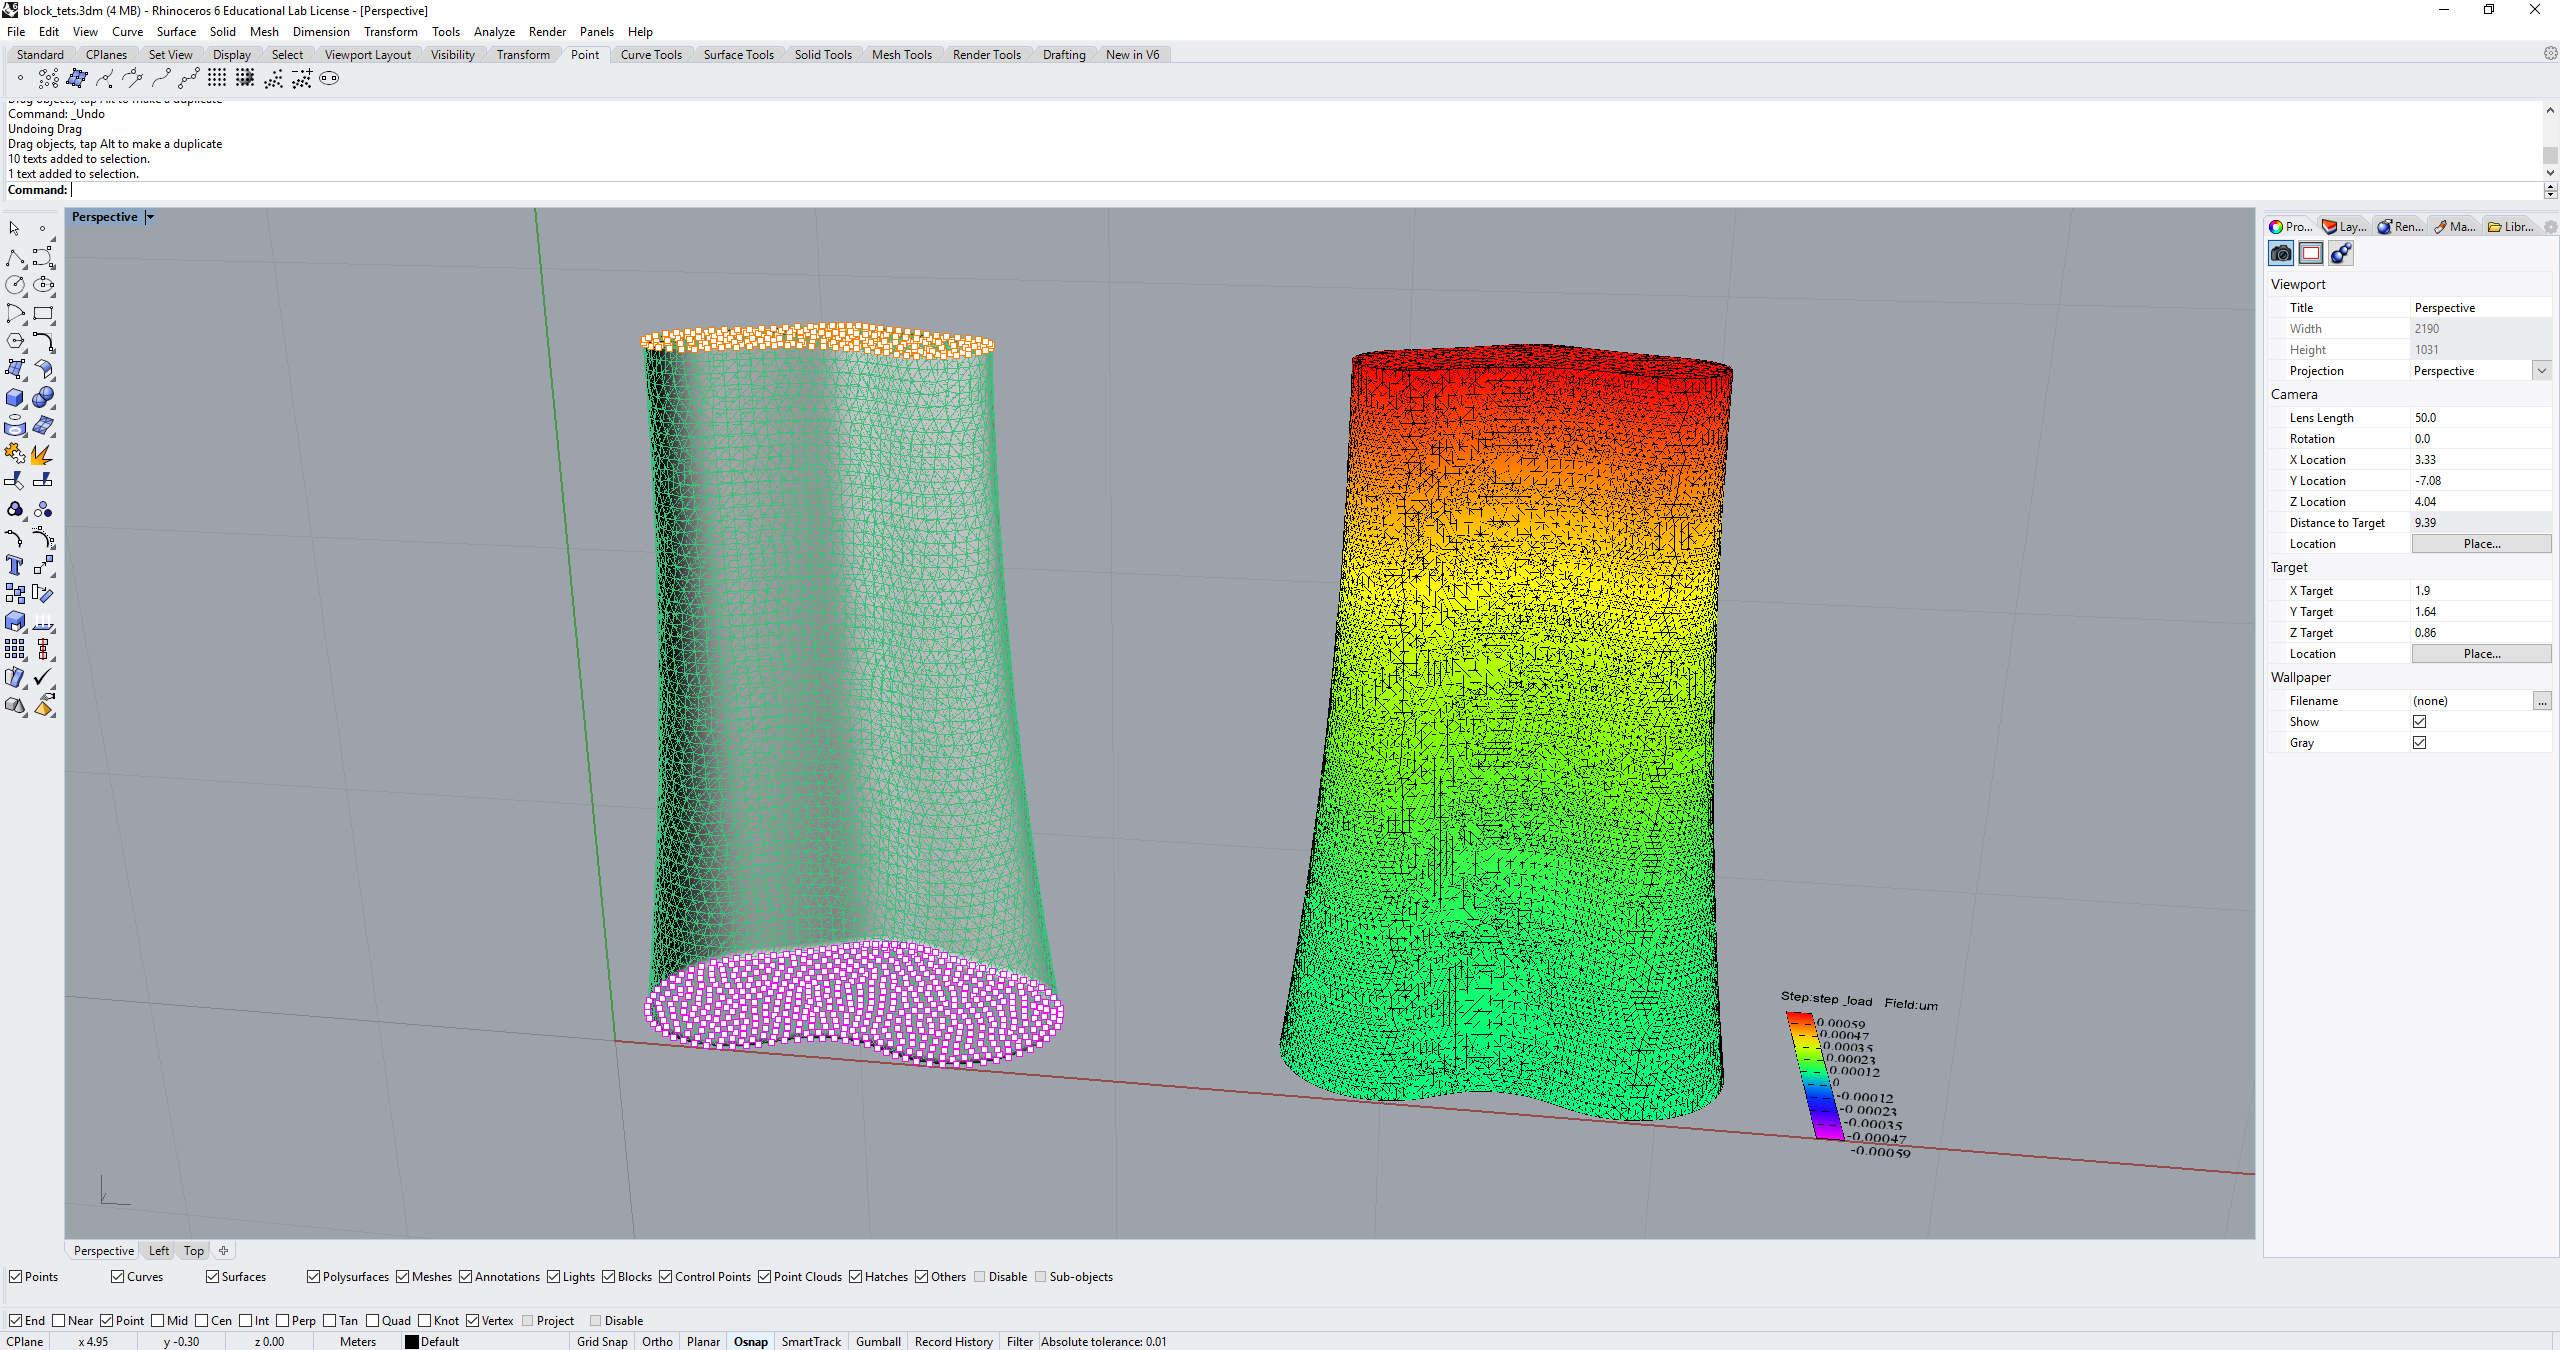 block_tets.3dm (4 MB) - Rhinoceros 6 Educational Lab License - [Perspective]
File Edit View Curve Surface Solid Mesh Dimension Transform Tools Analyze Render Panels Help
Standard CPlanes Set View Display Select Viewport Layout Visibility Transform Point Curve Tools Surface Tools Solid Tools Mesh Tools Render Tools Drafting New in V6
Drag objects, tap Alt to make a duplicate
Command: _Undo
Undoing Drag
Drag objects, tap Alt to make a duplicate
10 texts added to selection.
1 text added to selection.
Command:
Perspective
Pro... Lay... Ren... Ma... Libr...
Viewport
Title Perspective
Width 2190
Height 1031
Projection Perspective
Camera
Lens Length 50.0
Rotation 0.0
X Location 3.33
Y Location -7.08
Z Location 4.04
Distance to Target 9.39
Location Place...
Target
X Target 1.9
Y Target 1.64
Z Target 0.86
Location Place...
Wallpaper
Filename (none) ...
Show
Gray
Step:step_load Field:um
0.00059
0.00047
0.00035
0.00023
0.00012
0
-0.00012
-0.00023
-0.00035
-0.00047
-0.00059
Perspective Left Top
Points Curves Surfaces Polysurfaces Meshes Annotations Lights Blocks Control Points Point Clouds Hatches Others Disable Sub-objects
End Near Point Mid Cen Int Perp Tan Quad Knot Vertex Project Disable
CPlane x 4.95 y -0.30 z 0.00 Meters Default Grid Snap Ortho Planar Osnap SmartTrack Gumball Record History Filter Absolute tolerance: 0.01